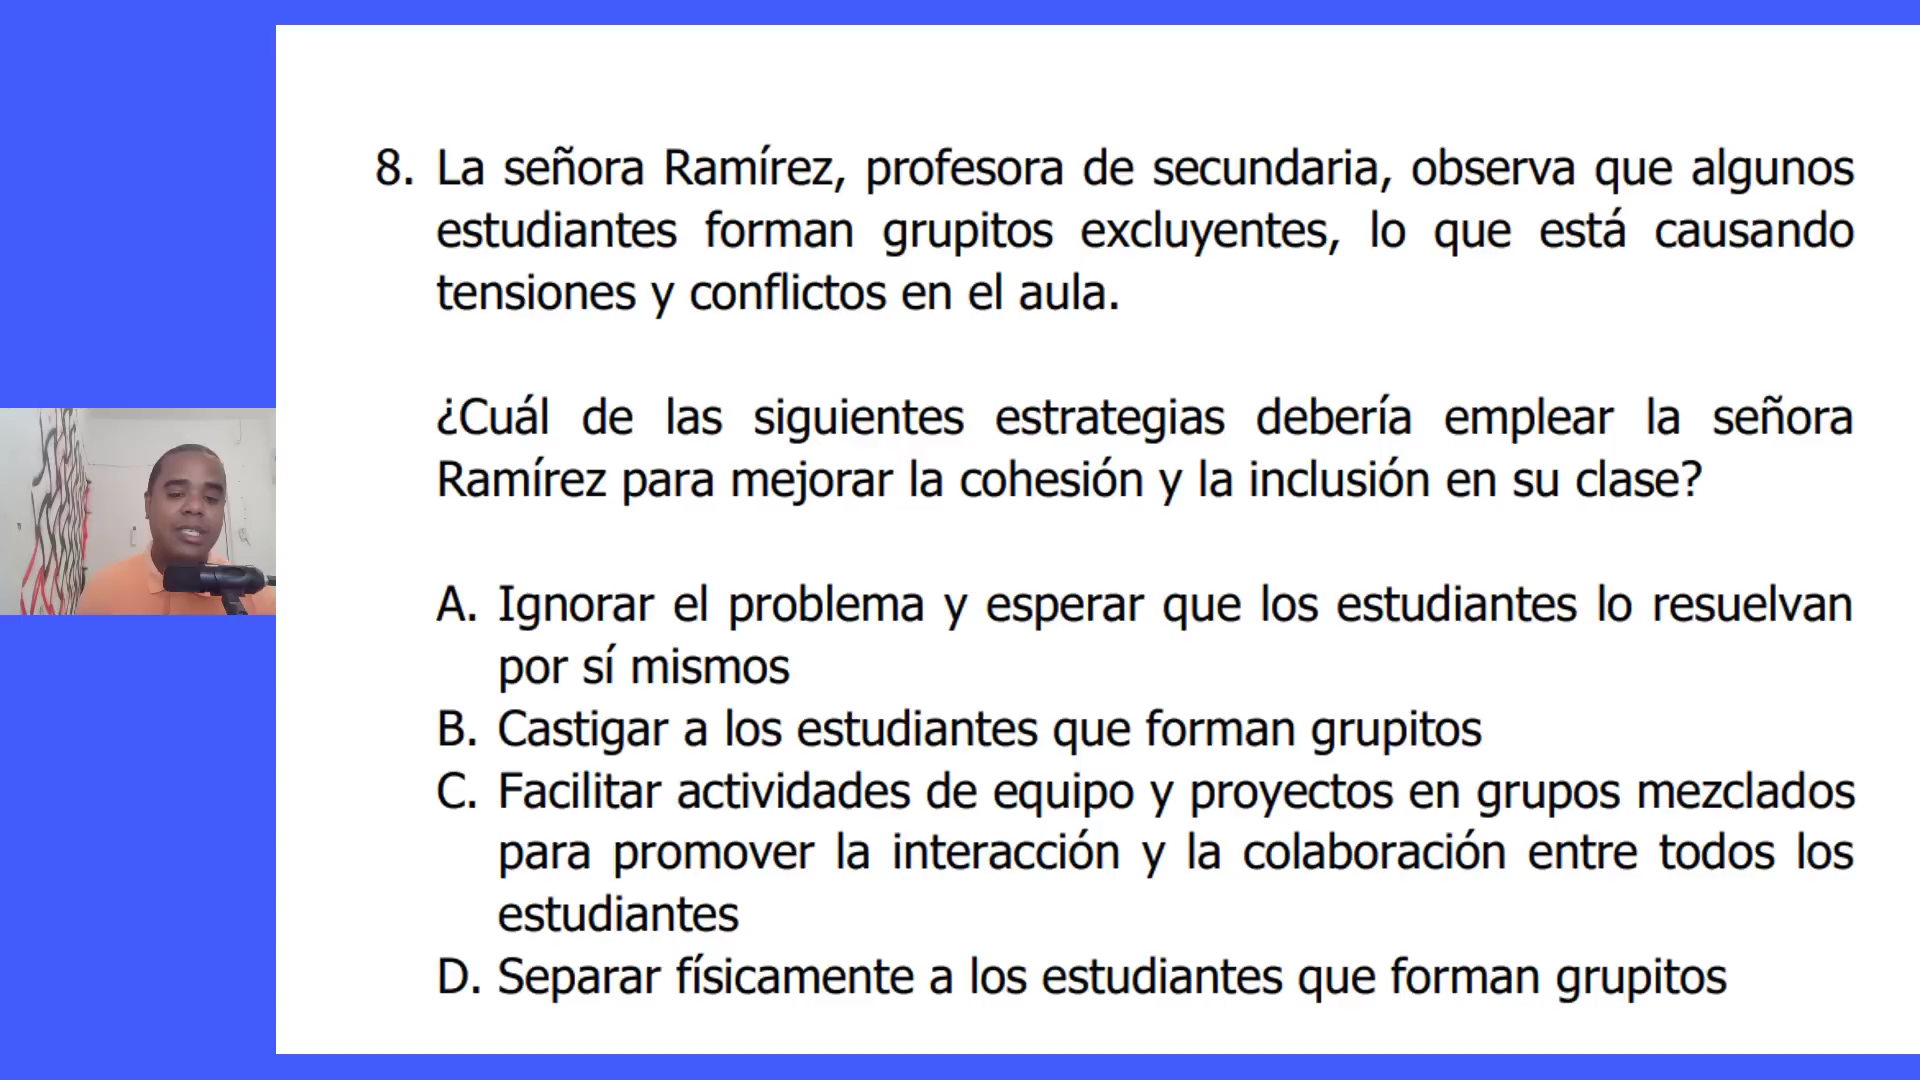 8. La señora Ramírez, profesora de secundaria, observa que algunos
estudiantes forman grupitos excluyentes, lo que está causando
tensiones y conflictos en el aula.
¿Cuál de las siguientes estrategias debería emplear la señora
Ramírez para mejorar la cohesión y la inclusión en su clase?
A. Ignorar el problema y esperar que los estudiantes lo resuelvan
por sí mismos
B. Castigar a los estudiantes que forman grupitos
C. Facilitar actividades de equipo y proyectos en grupos mezclados
para promover la interacción y la colaboración entre todos los
estudiantes
D. Separar físicamente a los estudiantes que forman grupitos